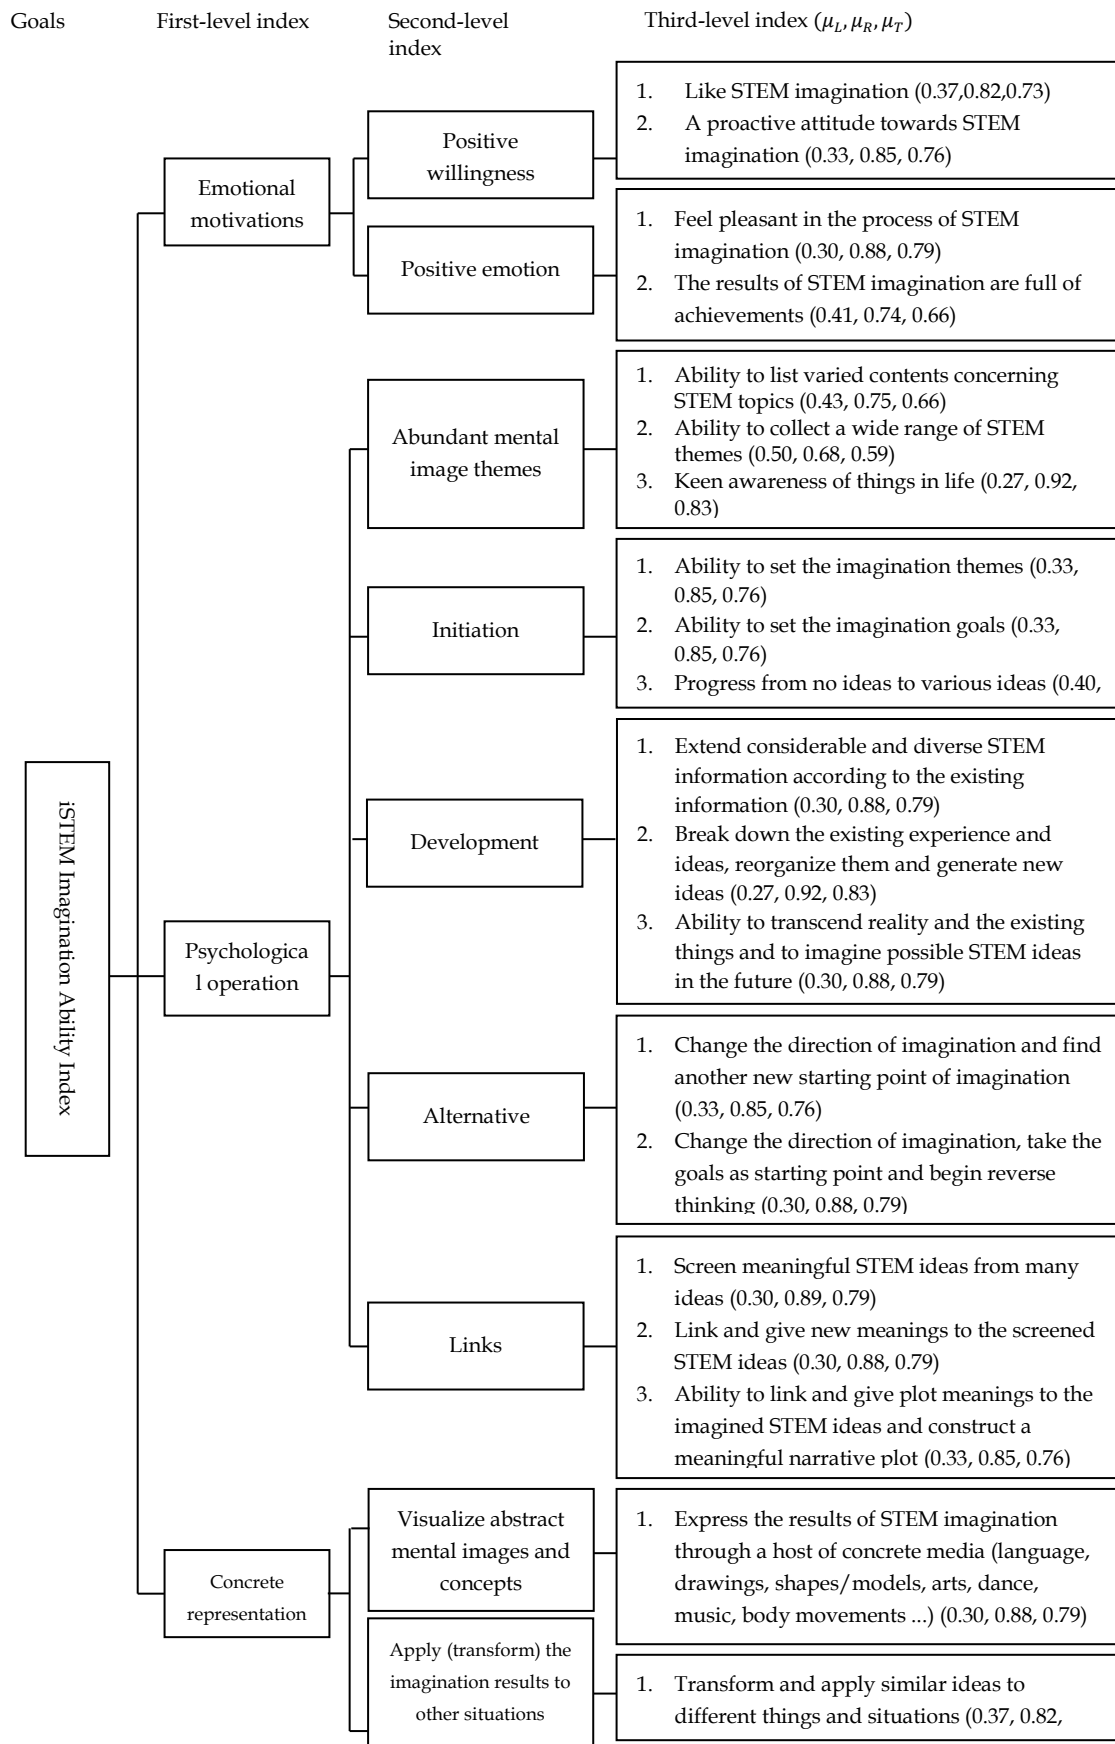 Goals
First-level index
Second-level
index
Third-level index (μL, μR, μT)
iSTEM Imagination Ability Index
Emotional
motivations
Positive
willingness
1. Like STEM imagination (0.37,0.82,0.73)
2. A proactive attitude towards STEM
imagination (0.33, 0.85, 0.76)
Positive emotion
1. Feel pleasant in the process of STEM
imagination (0.30, 0.88, 0.79)
2. The results of STEM imagination are full of
achievements (0.41, 0.74, 0.66)
Psychologica
l operation
Abundant mental
image themes
1. Ability to list varied contents concerning
STEM topics (0.43, 0.75, 0.66)
2. Ability to collect a wide range of STEM
themes (0.50, 0.68, 0.59)
3. Keen awareness of things in life (0.27, 0.92,
0.83)
Initiation
1. Ability to set the imagination themes (0.33,
0.85, 0.76)
2. Ability to set the imagination goals (0.33,
0.85, 0.76)
3. Progress from no ideas to various ideas (0.40,
Development
1. Extend considerable and diverse STEM
information according to the existing
information (0.30, 0.88, 0.79)
2. Break down the existing experience and
ideas, reorganize them and generate new
ideas (0.27, 0.92, 0.83)
3. Ability to transcend reality and the existing
things and to imagine possible STEM ideas
in the future (0.30, 0.88, 0.79)
Alternative
1. Change the direction of imagination and find
another new starting point of imagination
(0.33, 0.85, 0.76)
2. Change the direction of imagination, take the
goals as starting point and begin reverse
thinking (0.30, 0.88, 0.79)
Links
1. Screen meaningful STEM ideas from many
ideas (0.30, 0.89, 0.79)
2. Link and give new meanings to the screened
STEM ideas (0.30, 0.88, 0.79)
3. Ability to link and give plot meanings to the
imagined STEM ideas and construct a
meaningful narrative plot (0.33, 0.85, 0.76)
Concrete
representation
Visualize abstract
mental images and
concepts
1. Express the results of STEM imagination
through a host of concrete media (language,
drawings, shapes/models, arts, dance,
music, body movements ...) (0.30, 0.88, 0.79)
Apply (transform) the
imagination results to
other situations
1. Transform and apply similar ideas to
different things and situations (0.37, 0.82,